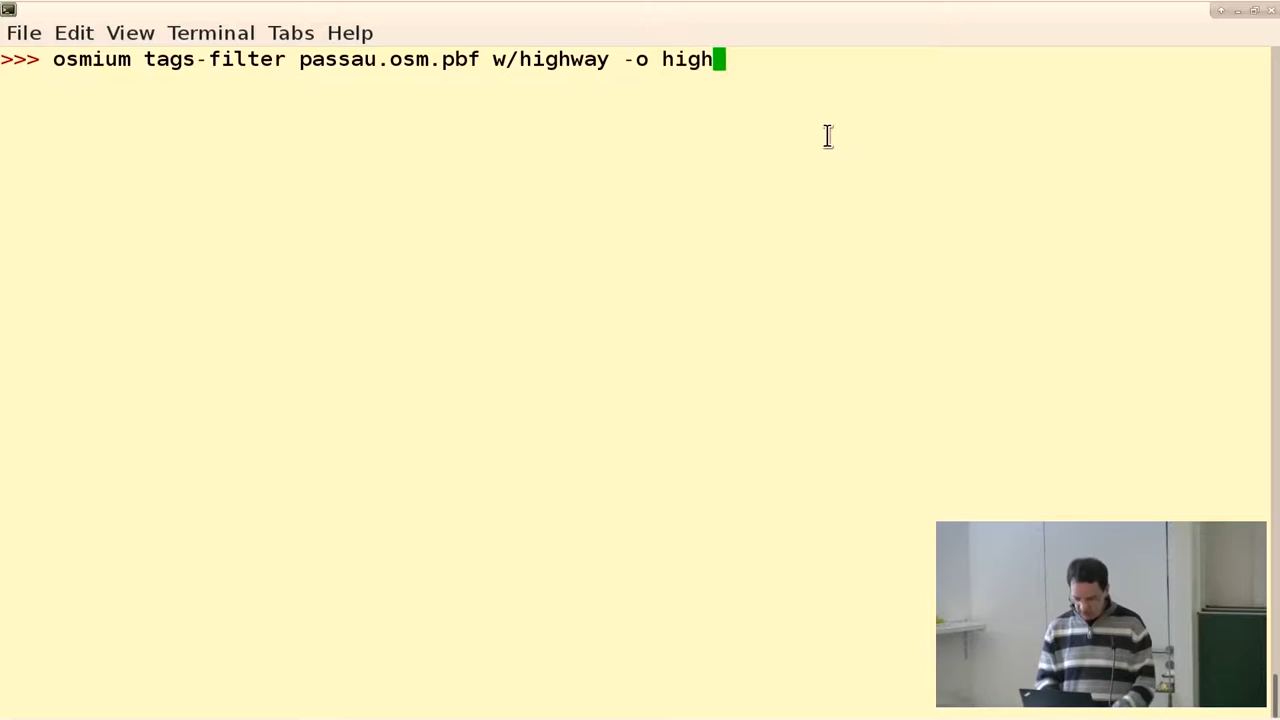 File Edit View Terminal Tabs Help
>>> osmium tags-filter passau.osm.pbf w/highway -o high